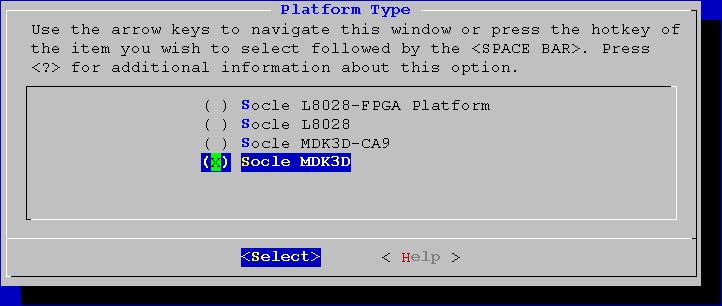 Platform Type
Use the arrow keys to navigate this window or press the hotkey of
the item you wish to select followed by the <SPACE BAR>. Press
<?> for additional information about this option.
( ) Socle L8028-FPGA Platform
( ) Socle L8028
( ) Socle MDK3D-CA9
(X) Socle MDK3D
<Select> < Help >